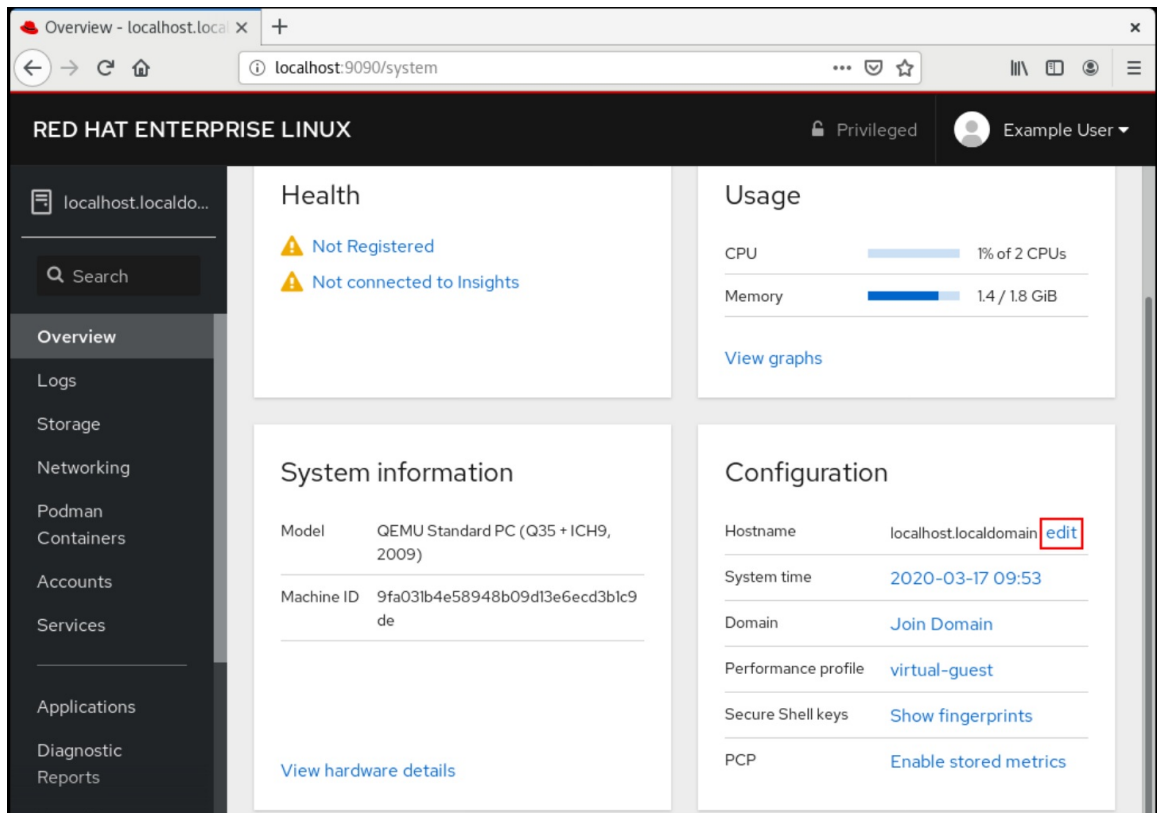 Overview - localhost.local
localhost:9090/system
RED HAT ENTERPRISE LINUX
Privileged
Example User
localhost.localdo...
Search
Overview
Logs
Storage
Networking
Podman
Containers
Accounts
Services
Applications
Diagnostic
Reports
Health
Not Registered
Not connected to Insights
Usage
CPU 1% of 2 CPUs
Memory 1.4 / 1.8 GiB
View graphs
System information
Model QEMU Standard PC (Q35 + ICH9,
2009)
Machine ID 9fa031b4e58948b09d13e6ecd3b1c9
de
View hardware details
Configuration
Hostname localhost.localdomain edit
System time 2020-03-17 09:53
Domain Join Domain
Performance profile virtual-guest
Secure Shell keys Show fingerprints
PCP Enable stored metrics